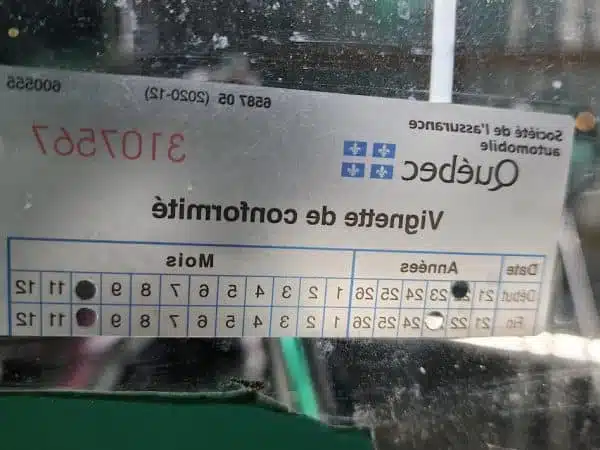 Société de l'assurance
automobile
Québec
6587 05 (2020-12)
3107567
Vignette de conformité
Date Années Mois
Début 21 23 24 25 26 1 2 3 4 5 6 7 8 9 11 12
Fin 21 22 24 25 26 1 2 3 4 5 6 7 8 9 11 12